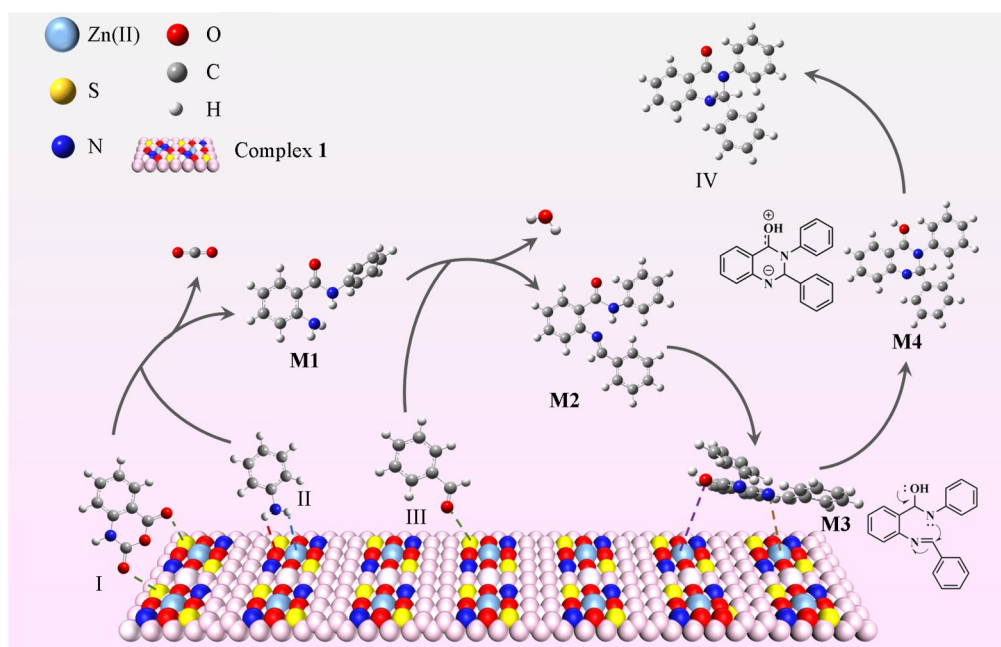 Zn(II)
O
S
C
H
N
Complex 1
IV
M1
M2
M4
M3
I
II
III
⊕
OH
N
⊖
N
:OH
N
N